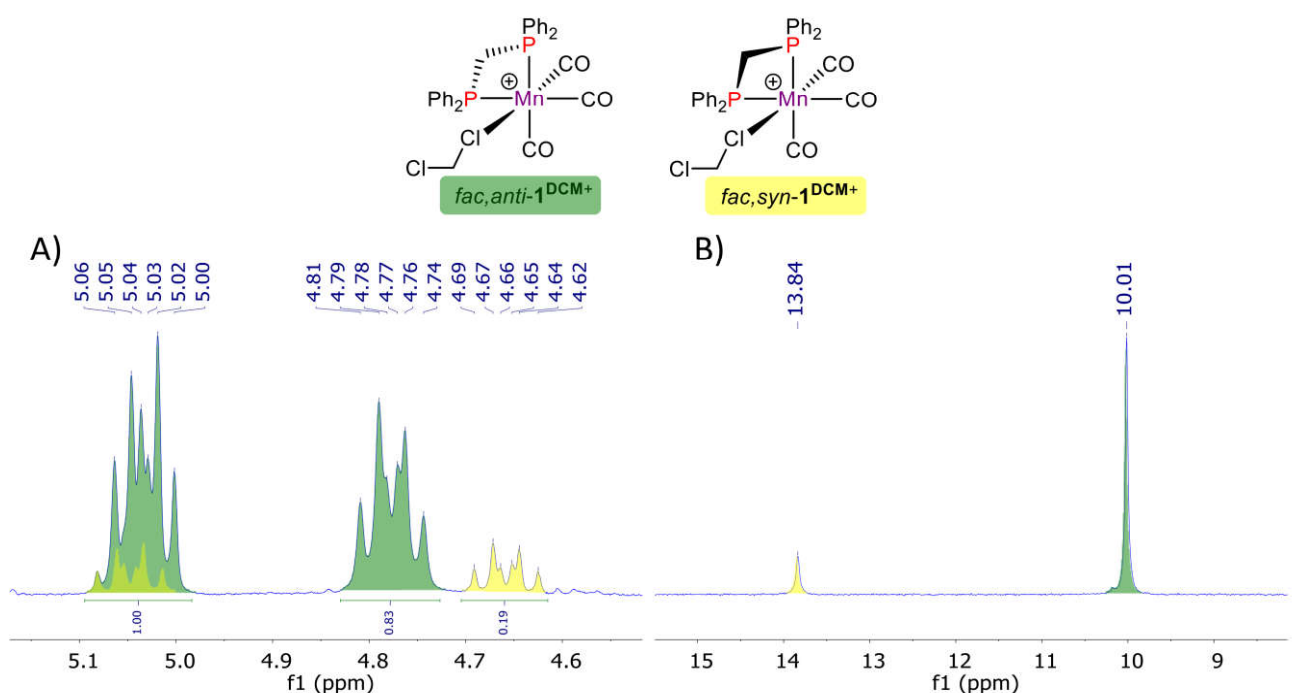 Ph₂
P
CO
⊕
Ph₂P
Mn
CO
Cl
Cl
CO
fac,anti-1ᴰᶜᴹ⁺
Ph₂
P
CO
⊕
Ph₂P
Mn
CO
Cl
Cl
CO
fac,syn-1ᴰᶜᴹ⁺
A)
5.06 5.05 5.04 5.03 5.02 5.00 4.81 4.79 4.78 4.77 4.76 4.74 4.69 4.67 4.66 4.65 4.64 4.62
1.00 0.83 0.19
5.1 5.0 4.9 4.8 4.7 4.6
f1 (ppm)
B)
13.84 10.01
15 14 13 12 11 10 9
f1 (ppm)